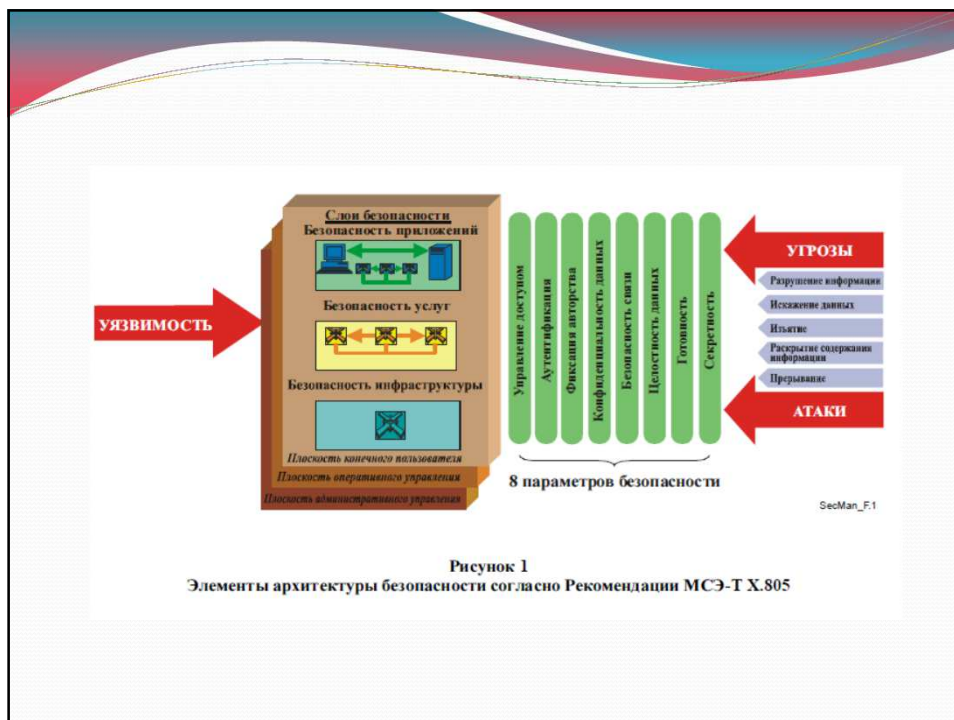 Слои безопасности
Безопасность приложений
Безопасность услуг
Безопасность инфраструктуры
Плоскость конечного пользователя
Плоскость оперативного управления
Плоскость административного управления
УЯЗВИМОСТЬ
Управление доступом
Аутентификация
Фиксация авторства
Конфиденциальность данных
Безопасность связи
Целостность данных
Готовность
Секретность
8 параметров безопасности
УГРОЗЫ
Разрушение информации
Искажение данных
Изъятие
Раскрытие содержания
информации
Прерывание
АТАКИ
SecMan_F.1
Рисунок 1
Элементы архитектуры безопасности согласно Рекомендации МСЭ-Т X.805